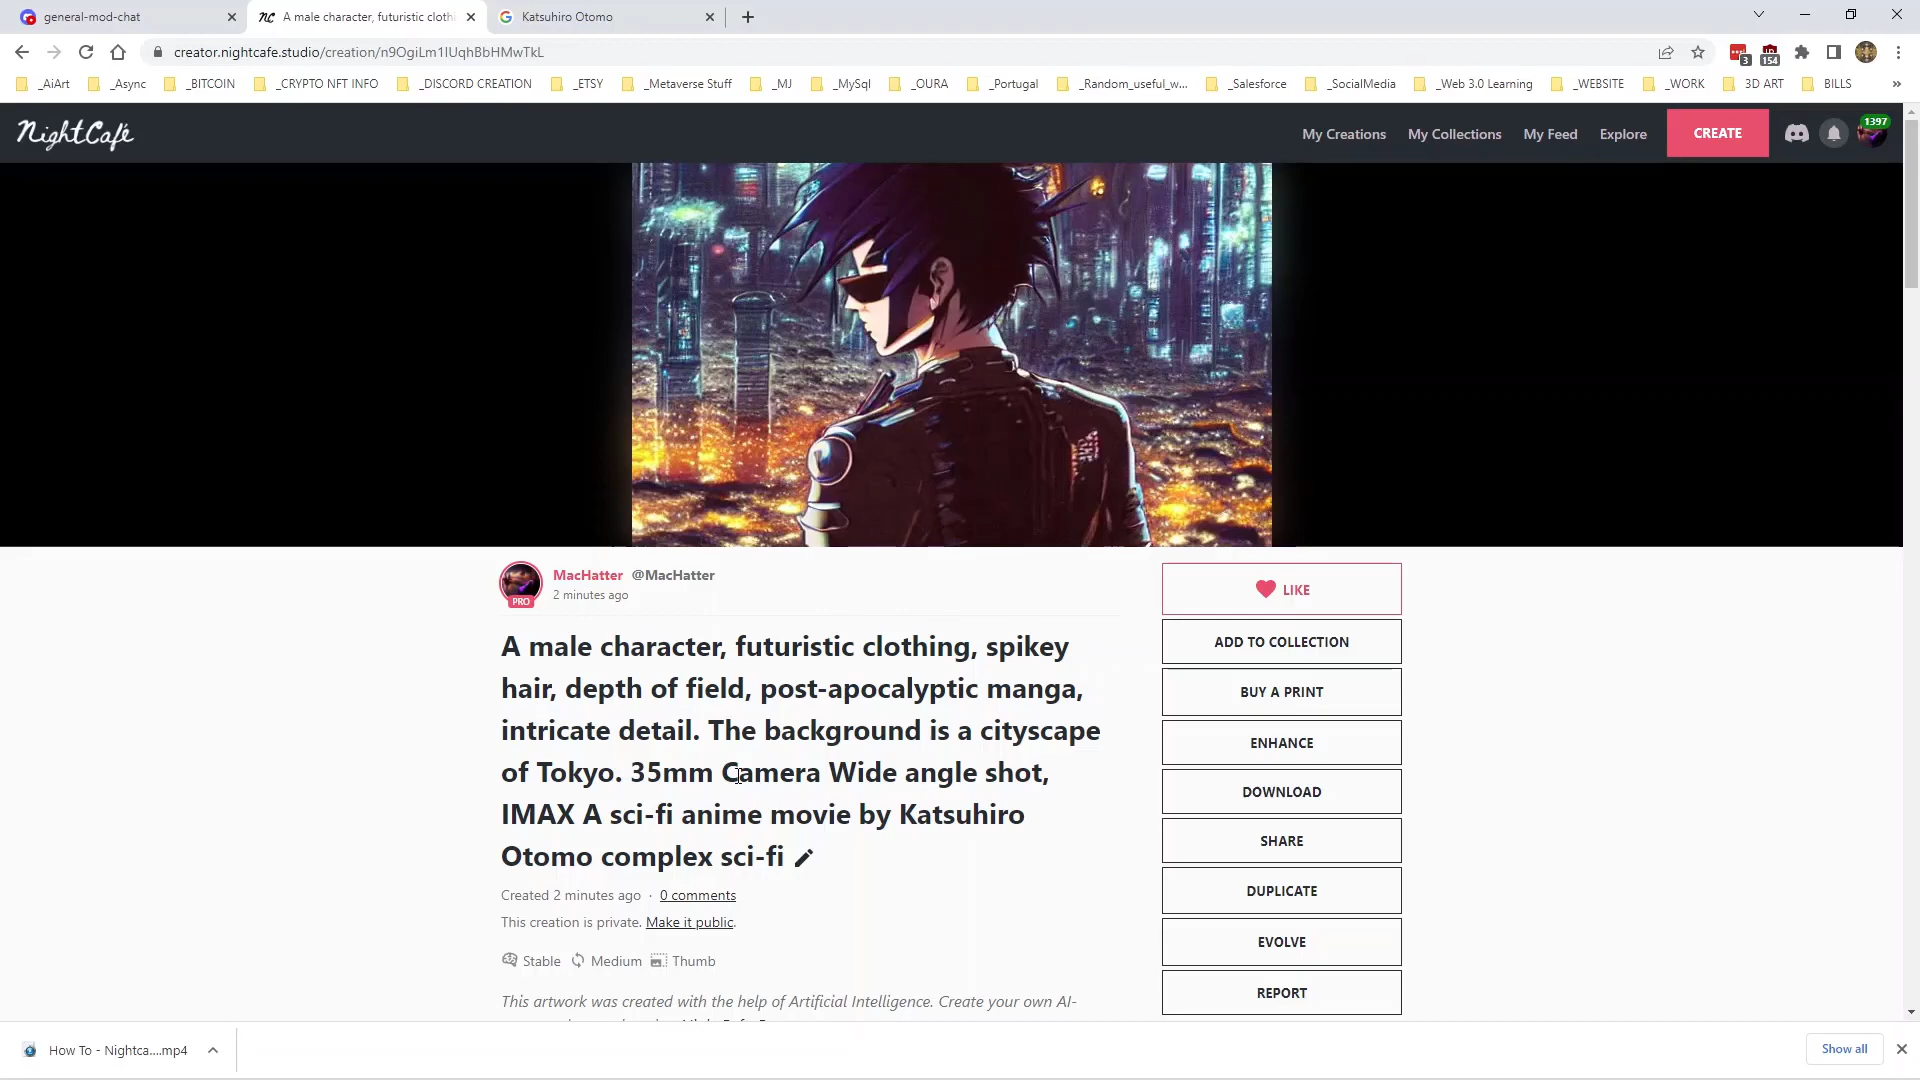 general-mod-chat
A male character, futuristic clothi
Katsuhiro Otomo
creator.nightcafe.studio/creation/n9OgiLm1IUqhBbHMwTkL
3
154
_AiArt
_Async
_BITCOIN
_CRYPTO NFT INFO
_DISCORD CREATION
_ETSY
_Metaverse Stuff
_MJ
_MySql
_OURA
_Portugal
_Random_useful_w...
_Salesforce
_SocialMedia
_Web 3.0 Learning
_WEBSITE
_WORK
3D ART
BILLS
NightCafé
My Creations
My Collections
My Feed
Explore
CREATE
1397
MacHatter @MacHatter
PRO
2 minutes ago
A male character, futuristic clothing, spikey
hair, depth of field, post-apocalyptic manga,
intricate detail. The background is a cityscape
of Tokyo. 35mm Camera Wide angle shot,
IMAX A sci-fi anime movie by Katsuhiro
Otomo complex sci-fi
Created 2 minutes ago · 0 comments
This creation is private. Make it public.
Stable Medium Thumb
This artwork was created with the help of Artificial Intelligence. Create your own AI-
LIKE
ADD TO COLLECTION
BUY A PRINT
ENHANCE
DOWNLOAD
SHARE
DUPLICATE
EVOLVE
REPORT
How To - Nightca....mp4
Show all